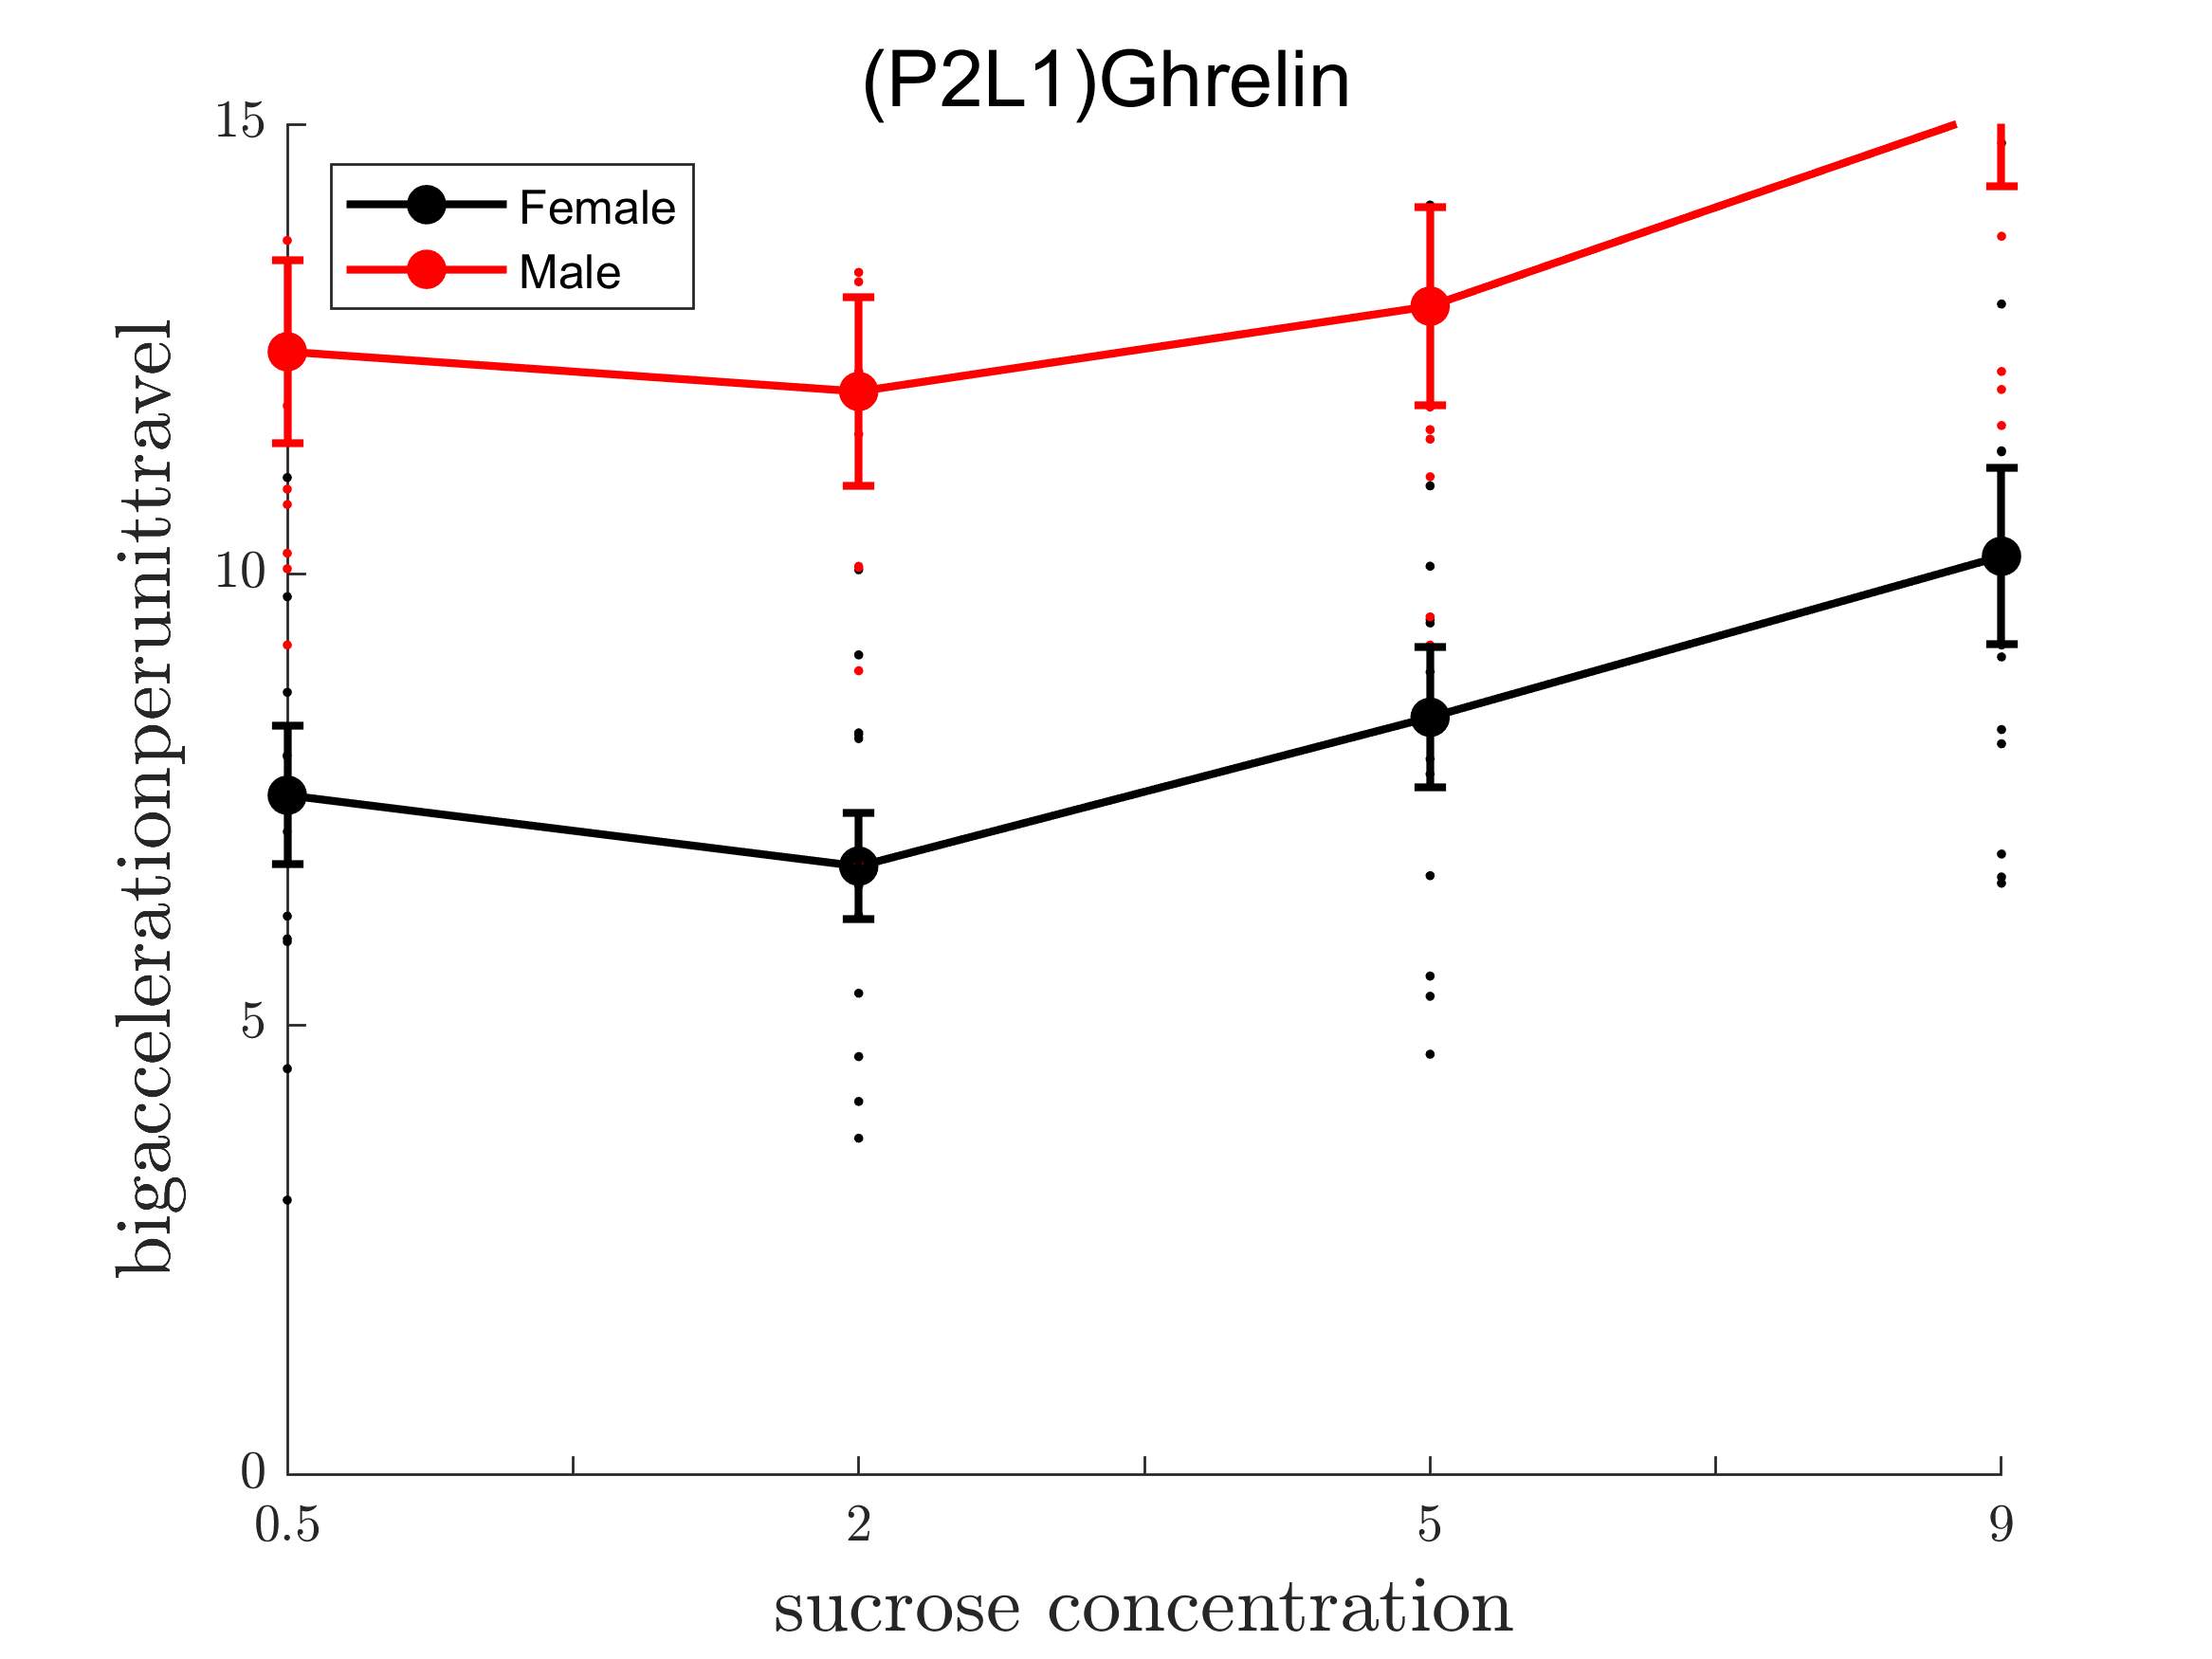 (P2L1)Ghrelin
15
Female
Male
10
5
0
bigaccelerationperunittravel
0.5 2 5 9
sucrose concentration